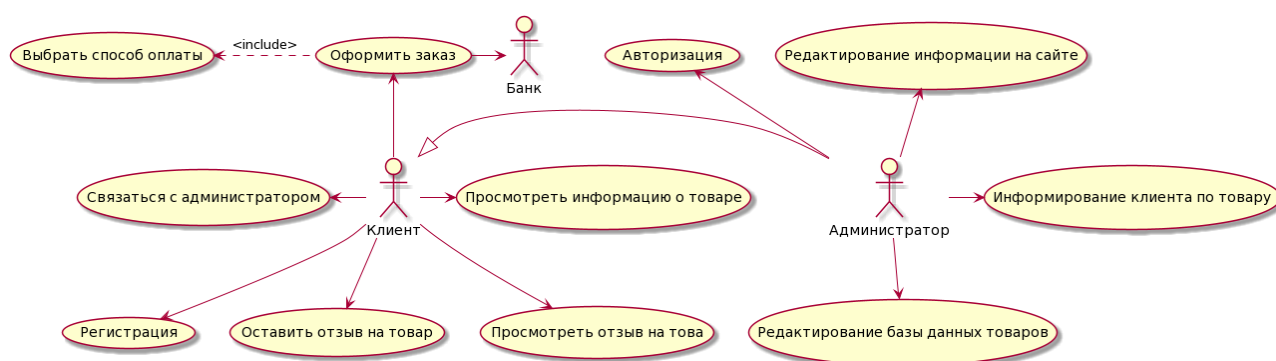 Выбрать способ оплаты
<include>
Оформить заказ
Банк
Авторизация
Редактирование информации на сайте
Связаться с администратором
Клиент
Просмотреть информацию о товаре
Администратор
Информирование клиента по товару
Регистрация
Оставить отзыв на товар
Просмотреть отзыв на това
Редактирование базы данных товаров